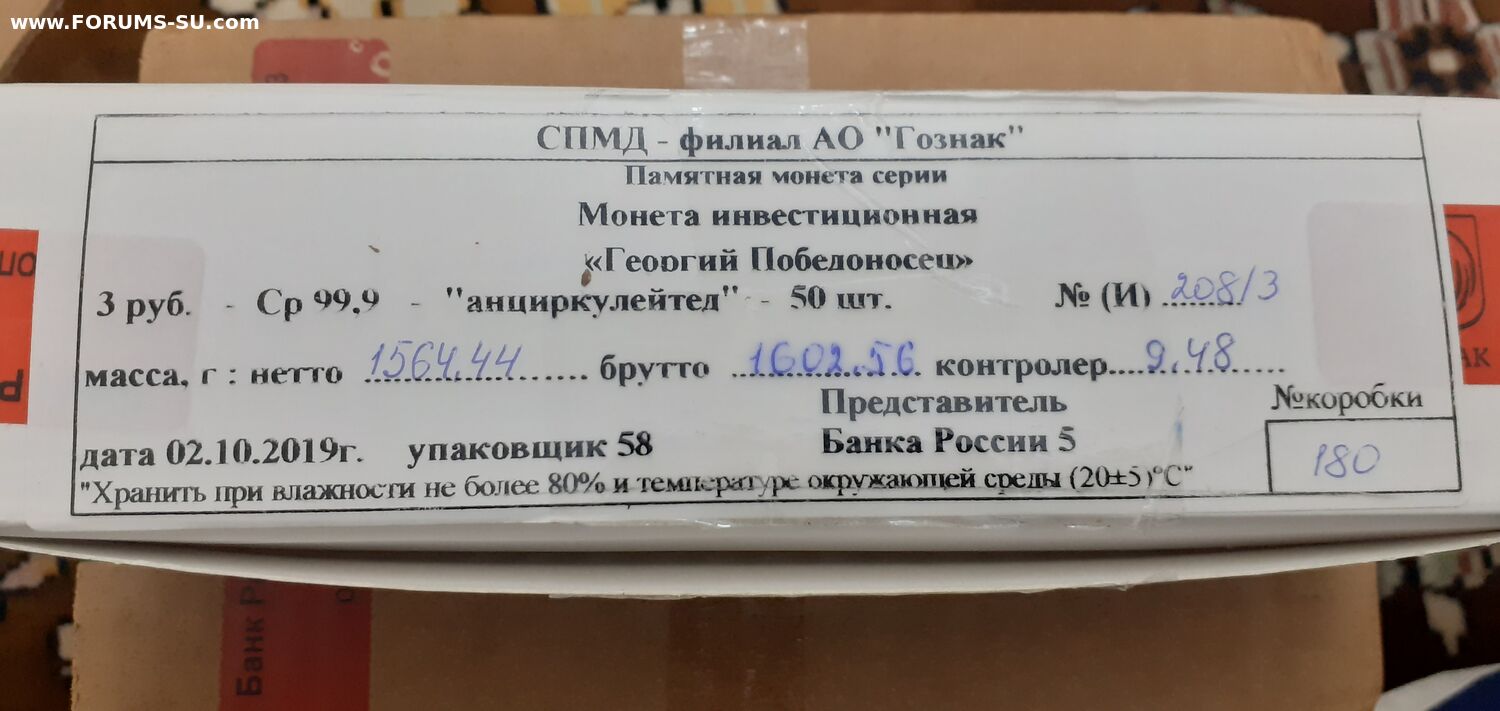 www.FORUMS-SU.com
СПМД - филиал АО "Гознак"
Памятная монета серии
Монета инвестиционная
«Георгий Победоносец»
3 руб. - Ср 99,9 - "анциркулейтед" - 50 шт. № (И) 208/3
масса, г : нетто 1564,44 брутто 1602.56 контролер.... 9,48
Представитель №коробки
дата 02.10.2019г. упаковщик 58 Банка России 5 180
"Хранить при влажности не более 80% и температуре окружающей среды (20±5)°С"
Банк